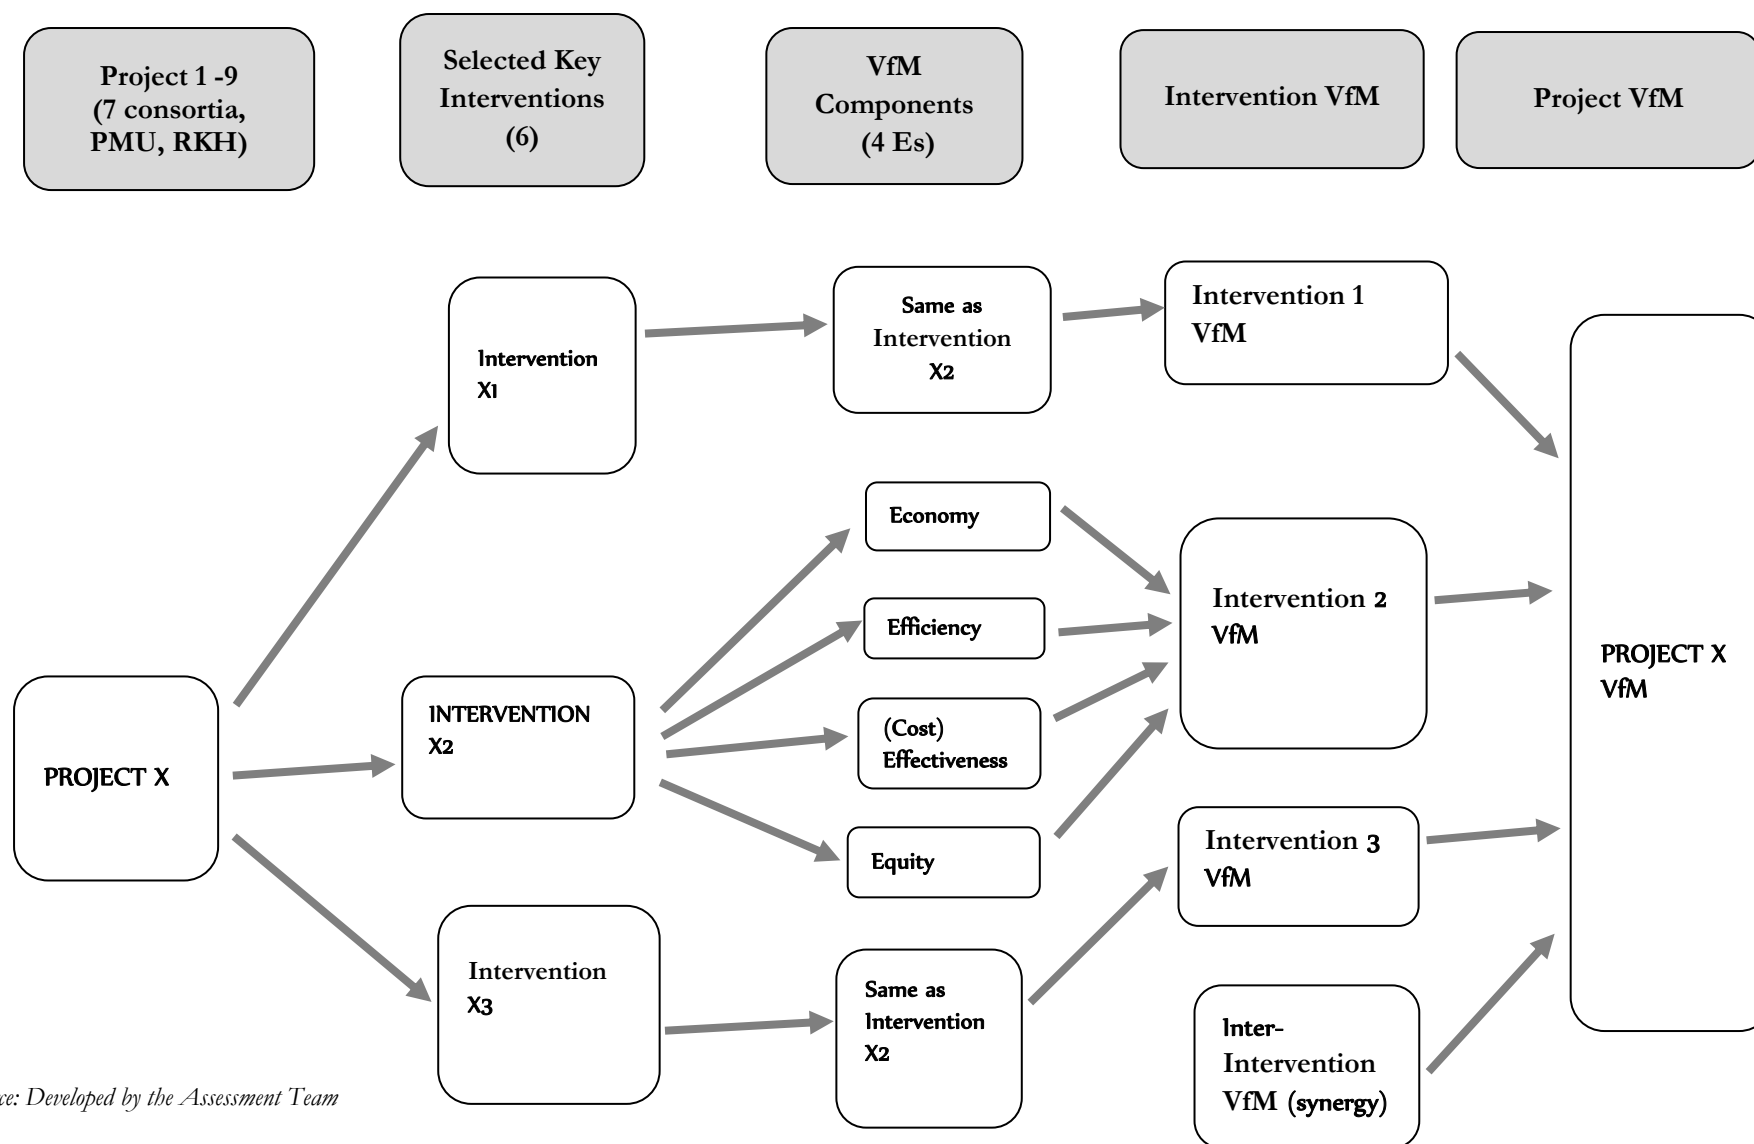 Project 1 -9
(7 consortia,
PMU, RKH)
Selected Key
Interventions
(6)
VfM
Components
(4 Es)
Intervention VfM
Project VfM
Intervention
X1
Same as
Intervention
X2
Intervention 1
VfM
Economy
Efficiency
(Cost)
Effectiveness
Equity
Intervention 2
VfM
PROJECT X
VfM
PROJECT X
INTERVENTION
X2
Intervention 3
VfM
Intervention
X3
Same as
Intervention
X2
Inter-
Intervention
VfM (synergy)
: Developed by the Assessment Team